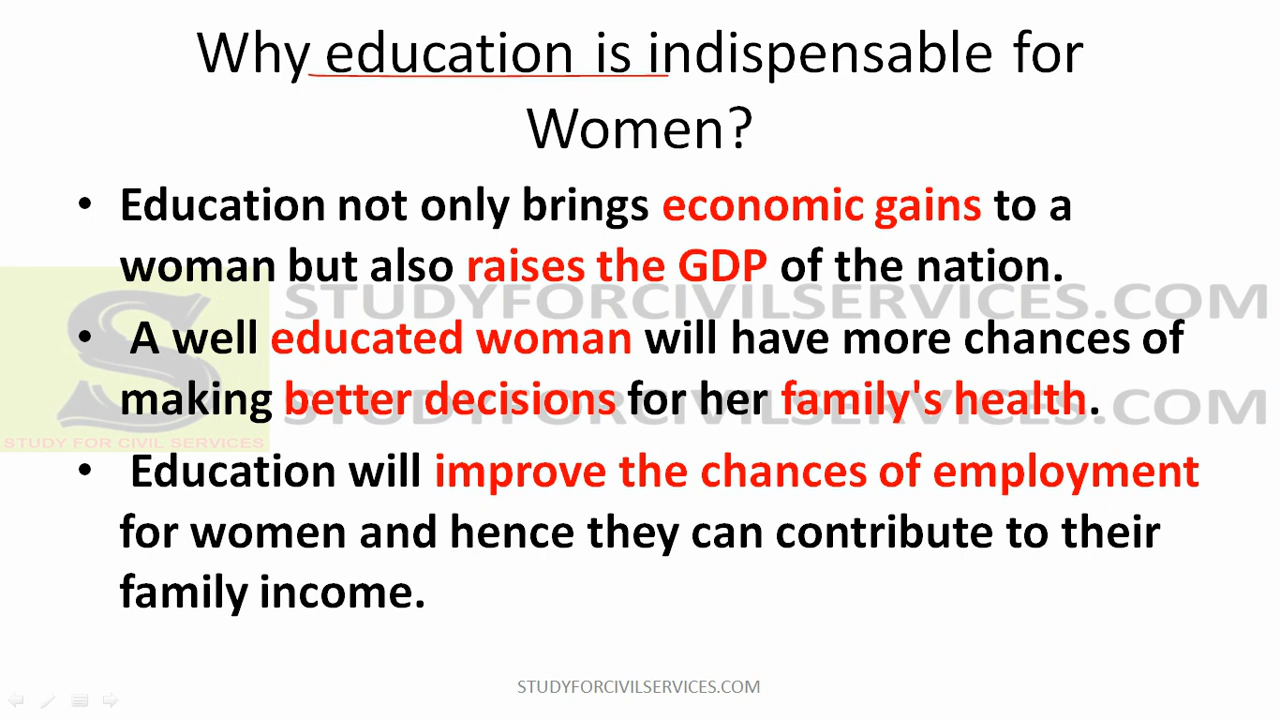 Why education is indispensable for
Women?
• Education not only brings economic gains to a
woman but also raises the GDP of the nation.
STUDYFORCIVILSERVICES.COM
• A well educated woman will have more chances of
making better decisions for her family's health.
STUDYFORCIVILSERVICES.COM
S
STUDY FOR CIVIL SERVICES
• Education will improve the chances of employment
for women and hence they can contribute to their
family income.
STUDYFORCIVILSERVICES.COM